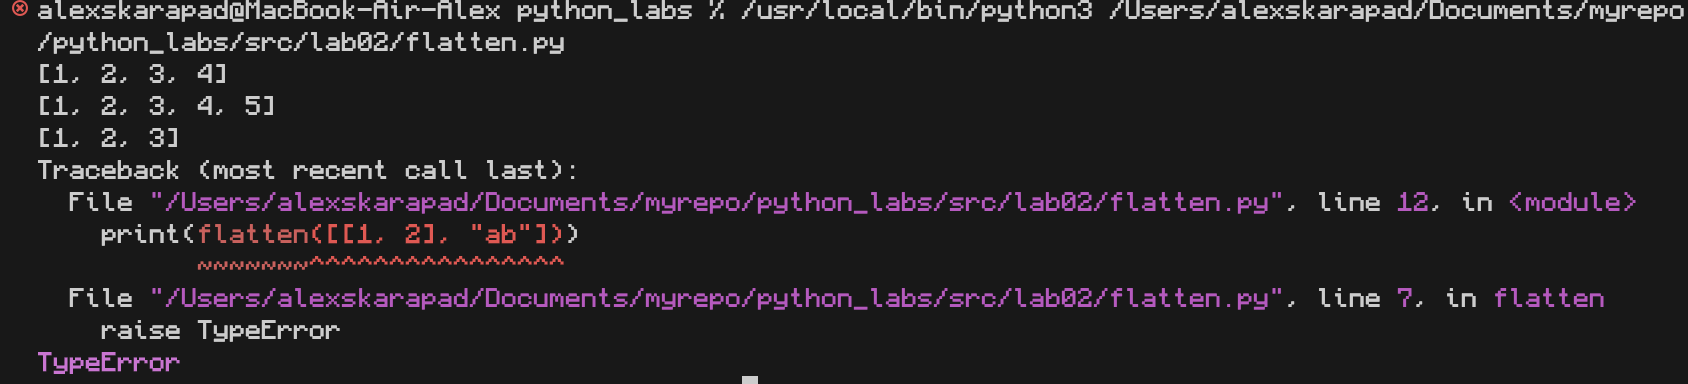 alexskarapad@MacBook-Air-Alex python_labs % /usr/local/bin/python3 /Users/alexskarapad/Documents/myrepo
/python_labs/src/lab02/flatten.py
[1, 2, 3, 4]
[1, 2, 3, 4, 5]
[1, 2, 3]
Traceback (most recent call last):
  File "/Users/alexskarapad/Documents/myrepo/python_labs/src/lab02/flatten.py", line 12, in <module>
    print(flatten([[1, 2], "ab"]))
          ~~~~~~~^^^^^^^^^^^^^^^^
  File "/Users/alexskarapad/Documents/myrepo/python_labs/src/lab02/flatten.py", line 7, in flatten
    raise TypeError
TypeError